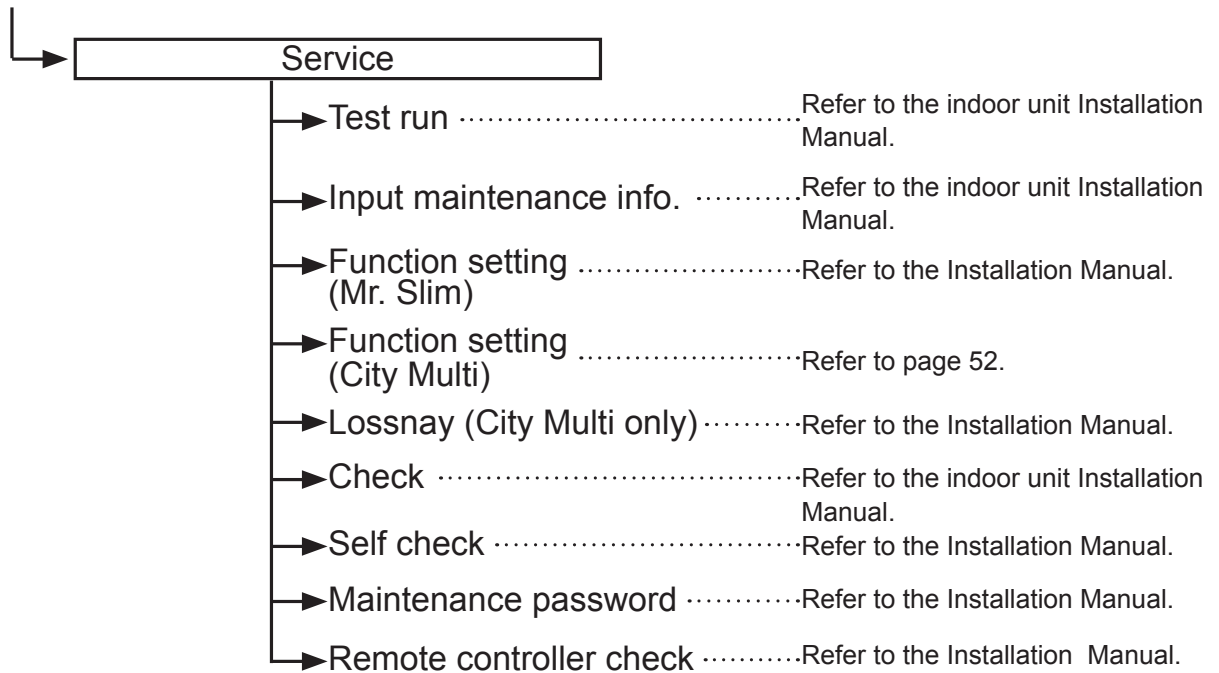 Service
Test run
Refer to the indoor unit Installation
Manual.
Input maintenance info.
Refer to the indoor unit Installation
Manual.
Function setting
(Mr. Slim)
Refer to the Installation Manual.
Function setting
(City Multi)
Refer to page 52.
Lossnay (City Multi only)
Refer to the Installation Manual.
Check
Refer to the indoor unit Installation
Manual.
Self check
Refer to the Installation Manual.
Maintenance password
Refer to the Installation Manual.
Remote controller check
Refer to the Installation Manual.